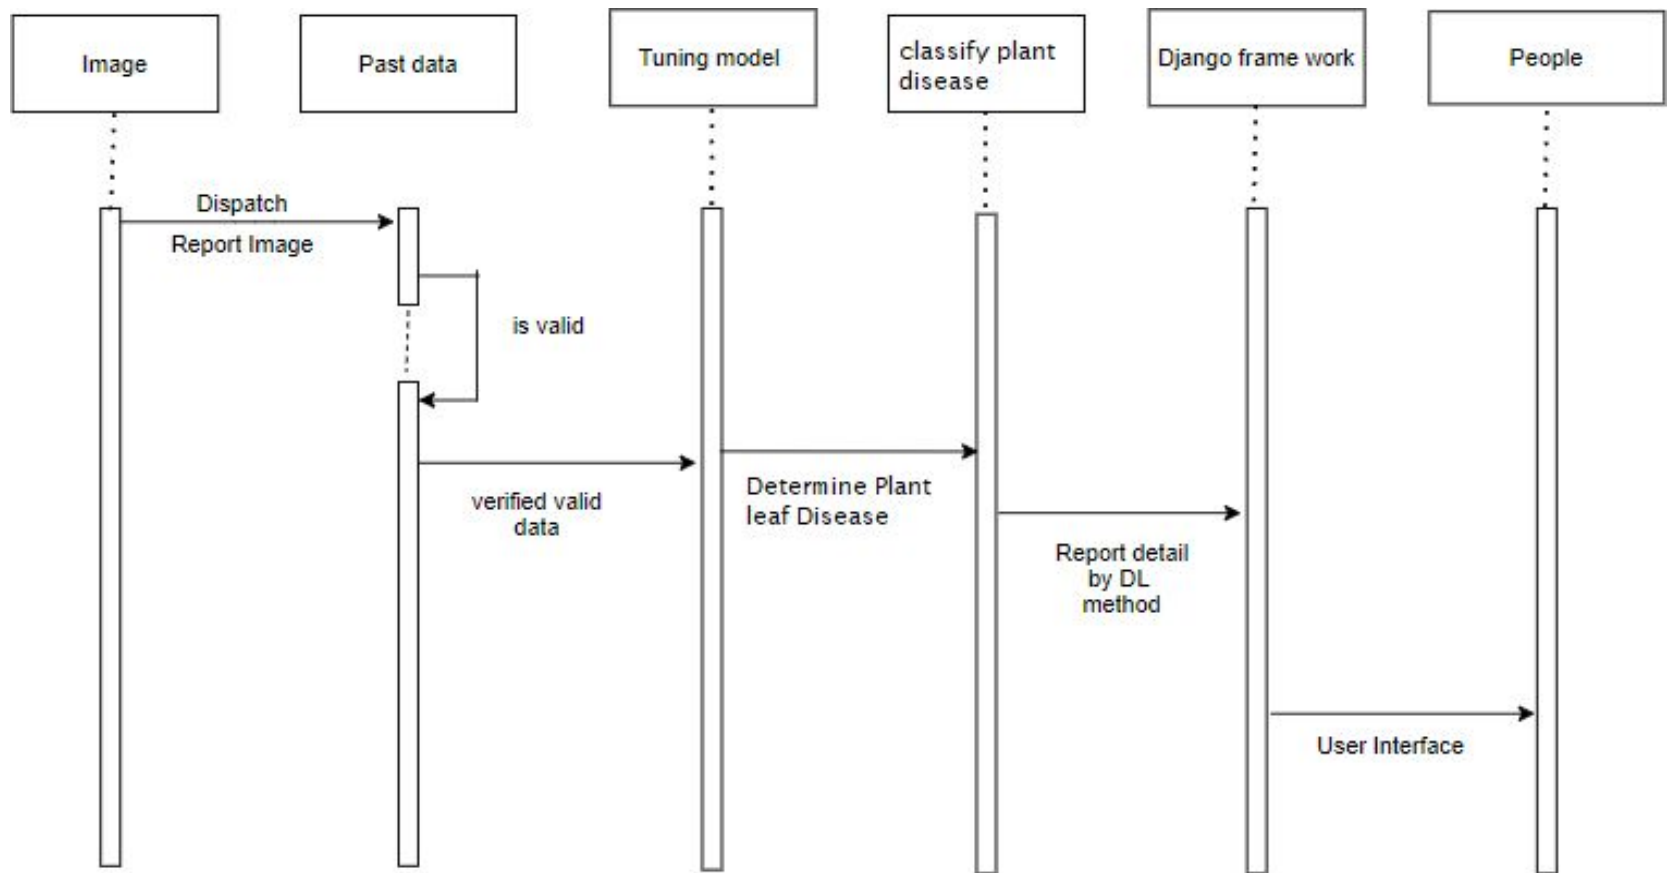 Image
Past data
Tuning model
classify plant
disease
Django frame work
People
Dispatch
Report Image
is valid
verified valid
data
Determine Plant
leaf Disease
Report detail
by DL
method
User Interface